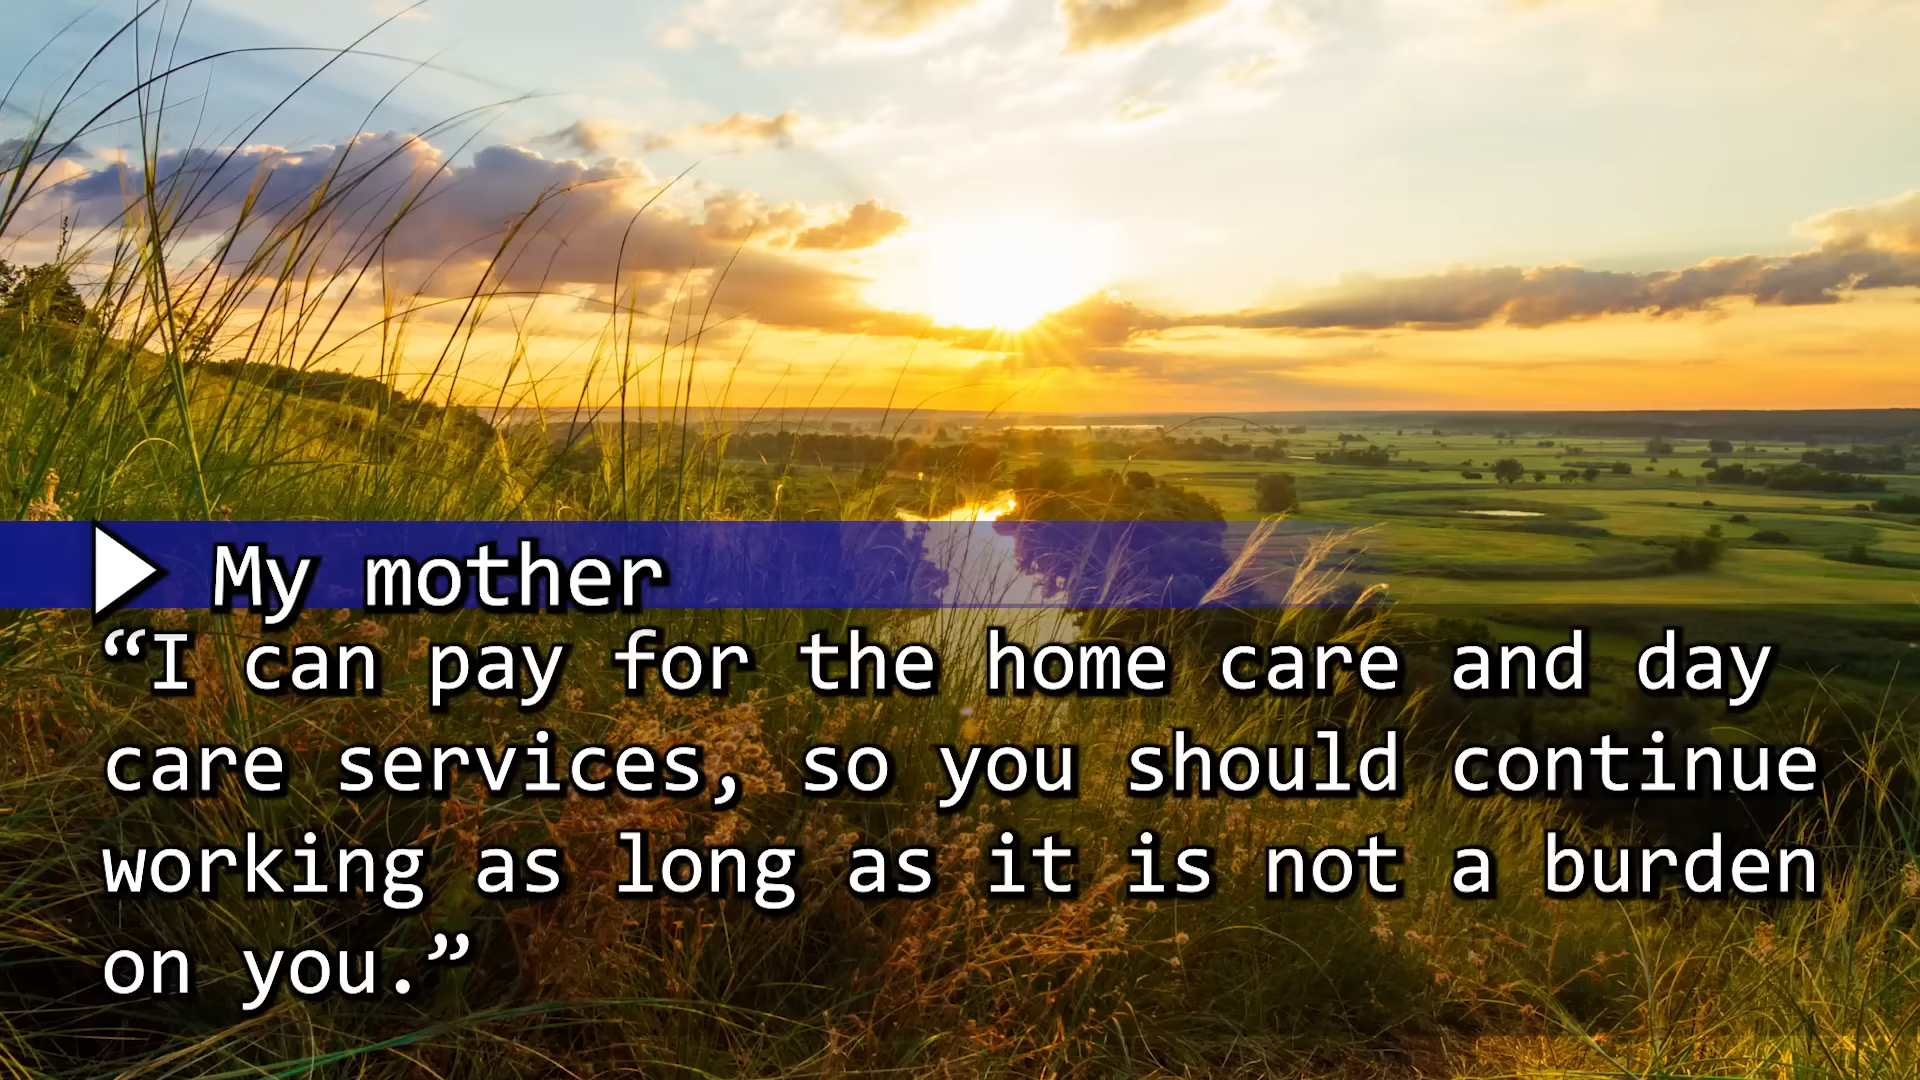 My mother
“I can pay for the home care and day
care services, so you should continue
working as long as it is not a burden
on you.”